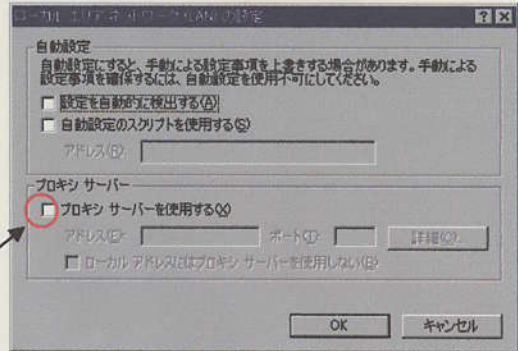 ローカル エリア ネットワーク (LAN) の設定
自動設定
自動設定にすると、手動による設定事項を上書きする場合があります。手動による
設定事項を確保するには、自動設定を使用不可にしてください。
設定を自動的に検出する(A)
自動設定のスクリプトを使用する(S)
アドレス(R):
プロキシ サーバー
プロキシ サーバーを使用する(X)
アドレス(E): ポート(T): 詳細(C)...
ローカル アドレスにはプロキシ サーバーを使用しない(B)
OK キャンセル